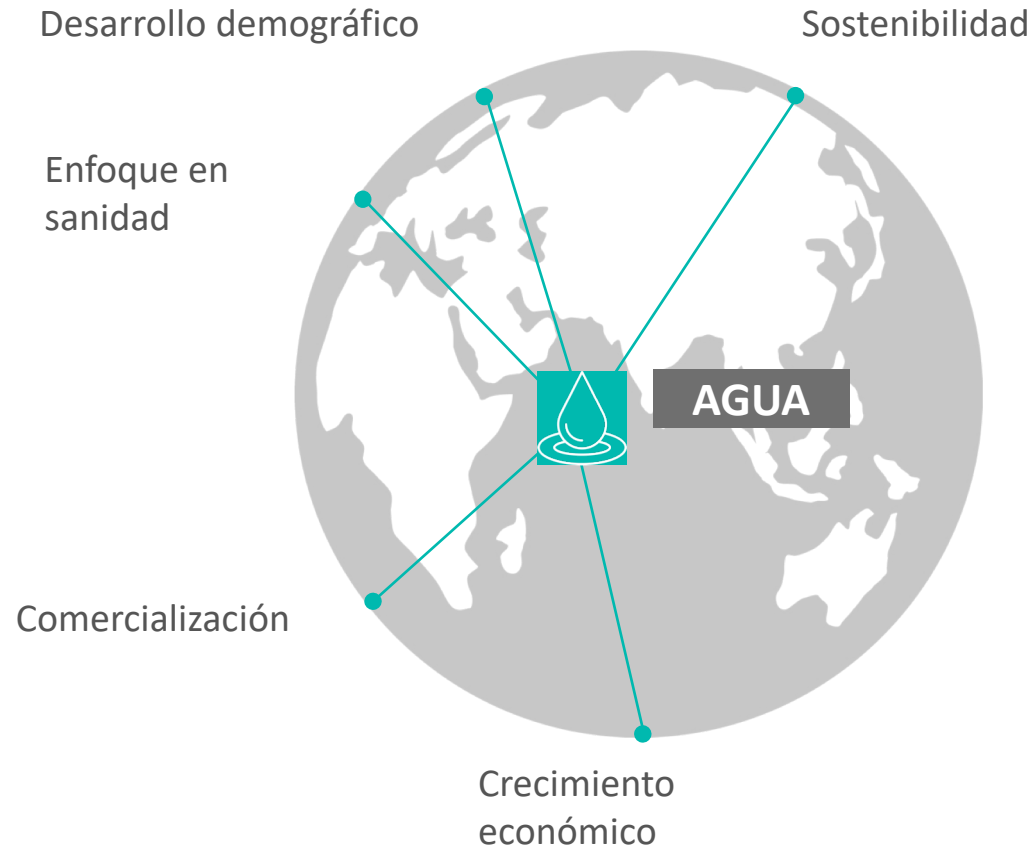 Desarrollo demográfico
Sostenibilidad
Enfoque en
sanidad
AGUA
Comercialización
Crecimiento
económico